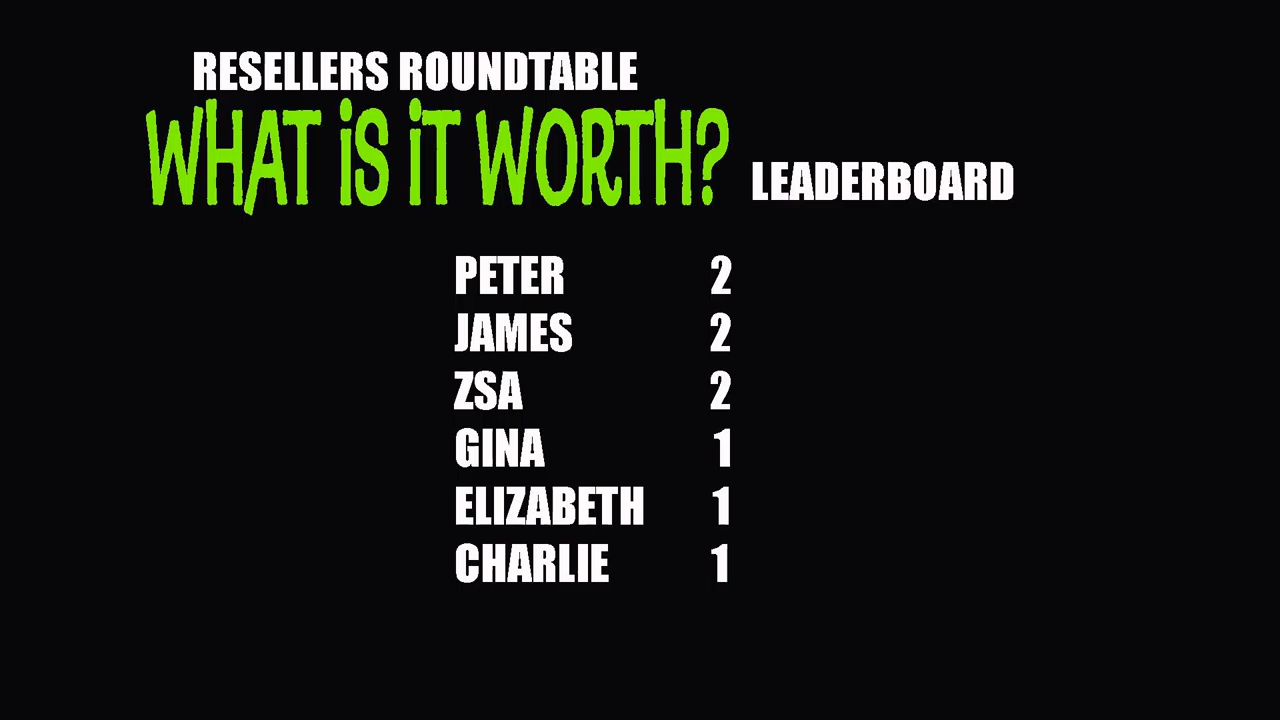 RESELLERS ROUNDTABLE
WHAT iS iT WORTH? LEADERBOARD
PETER 2
JAMES 2
ZSA 2
GINA 1
ELIZABETH 1
CHARLIE 1